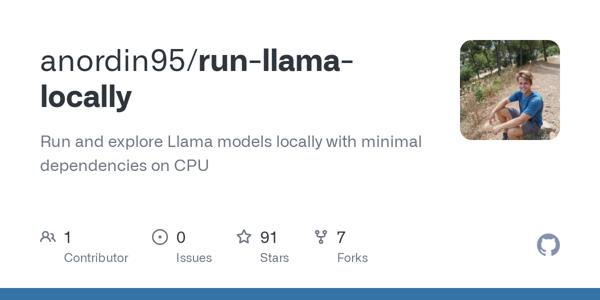 anordin95/run-llama-
locally
Run and explore Llama models locally with minimal
dependencies on CPU
1
Contributor
0
Issues
91
Stars
7
Forks